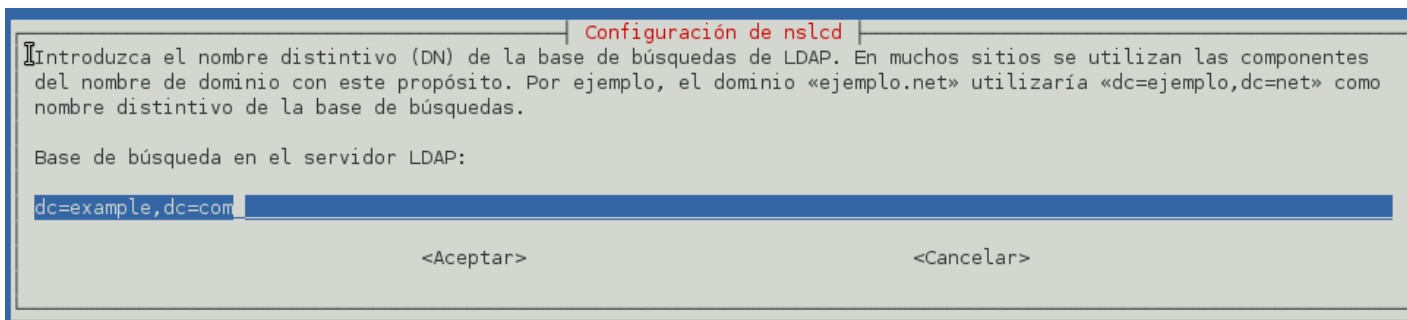 Configuración de nslcd
Introduzca el nombre distintivo (DN) de la base de búsquedas de LDAP. En muchos sitios se utilizan las componentes
del nombre de dominio con este propósito. Por ejemplo, el dominio «ejemplo.net» utilizaría «dc=ejemplo,dc=net» como
nombre distintivo de la base de búsquedas.
Base de búsqueda en el servidor LDAP:
dc=example,dc=com
<Aceptar> <Cancelar>